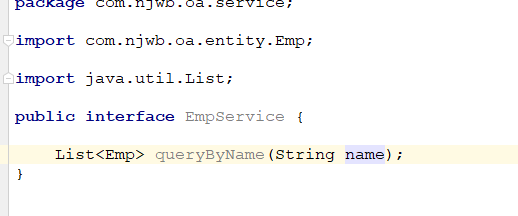 package com.njwb.oa.service;
import com.njwb.oa.entity.Emp;
import java.util.List;
public interface EmpService {
List<Emp> queryByName(String name);
}